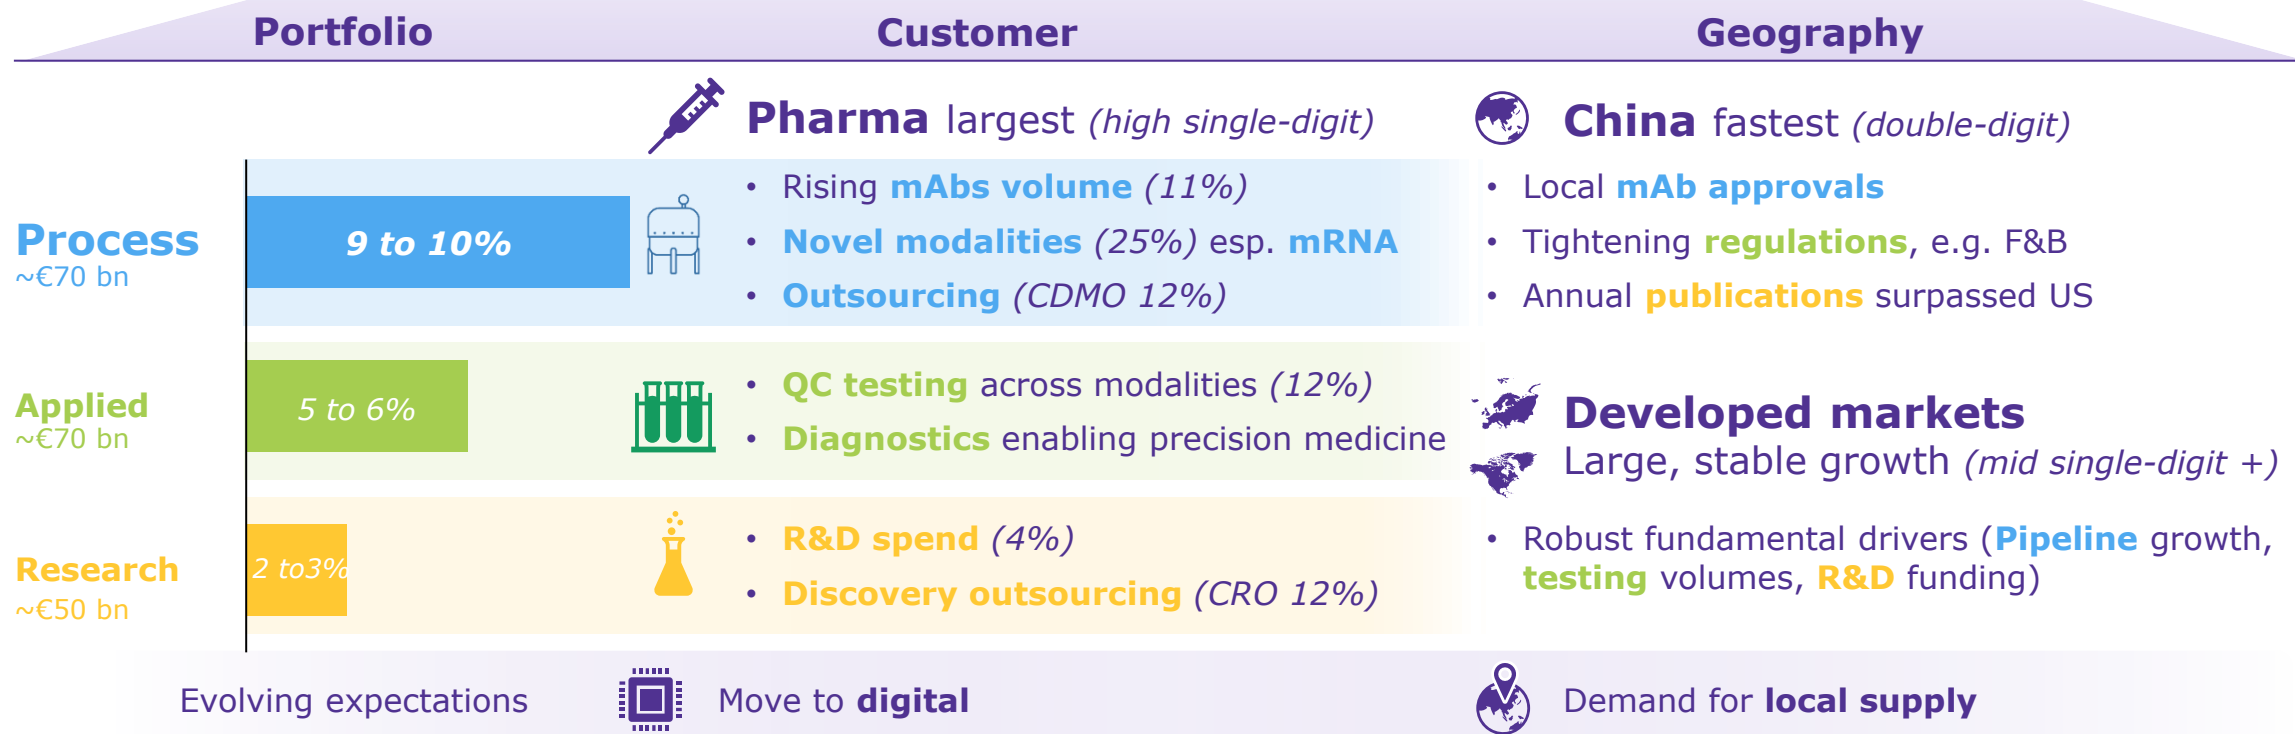 Portfolio
Customer
Geography
Pharma largest (high single-digit)
China fastest (double-digit)
Process
~€70 bn
9 to 10%
• Rising mAbs volume (11%)
• Novel modalities (25%) esp. mRNA
• Outsourcing (CDMO 12%)
• Local mAb approvals
• Tightening regulations, e.g. F&B
• Annual publications surpassed US
Applied
~€70 bn
5 to 6%
• QC testing across modalities (12%)
• Diagnostics enabling precision medicine
Developed markets
Large, stable growth (mid single-digit +)
Research
~€50 bn
2 to3%
• R&D spend (4%)
• Discovery outsourcing (CRO 12%)
• Robust fundamental drivers (Pipeline growth,
testing volumes, R&D funding)
Evolving expectations
Move to digital
Demand for local supply